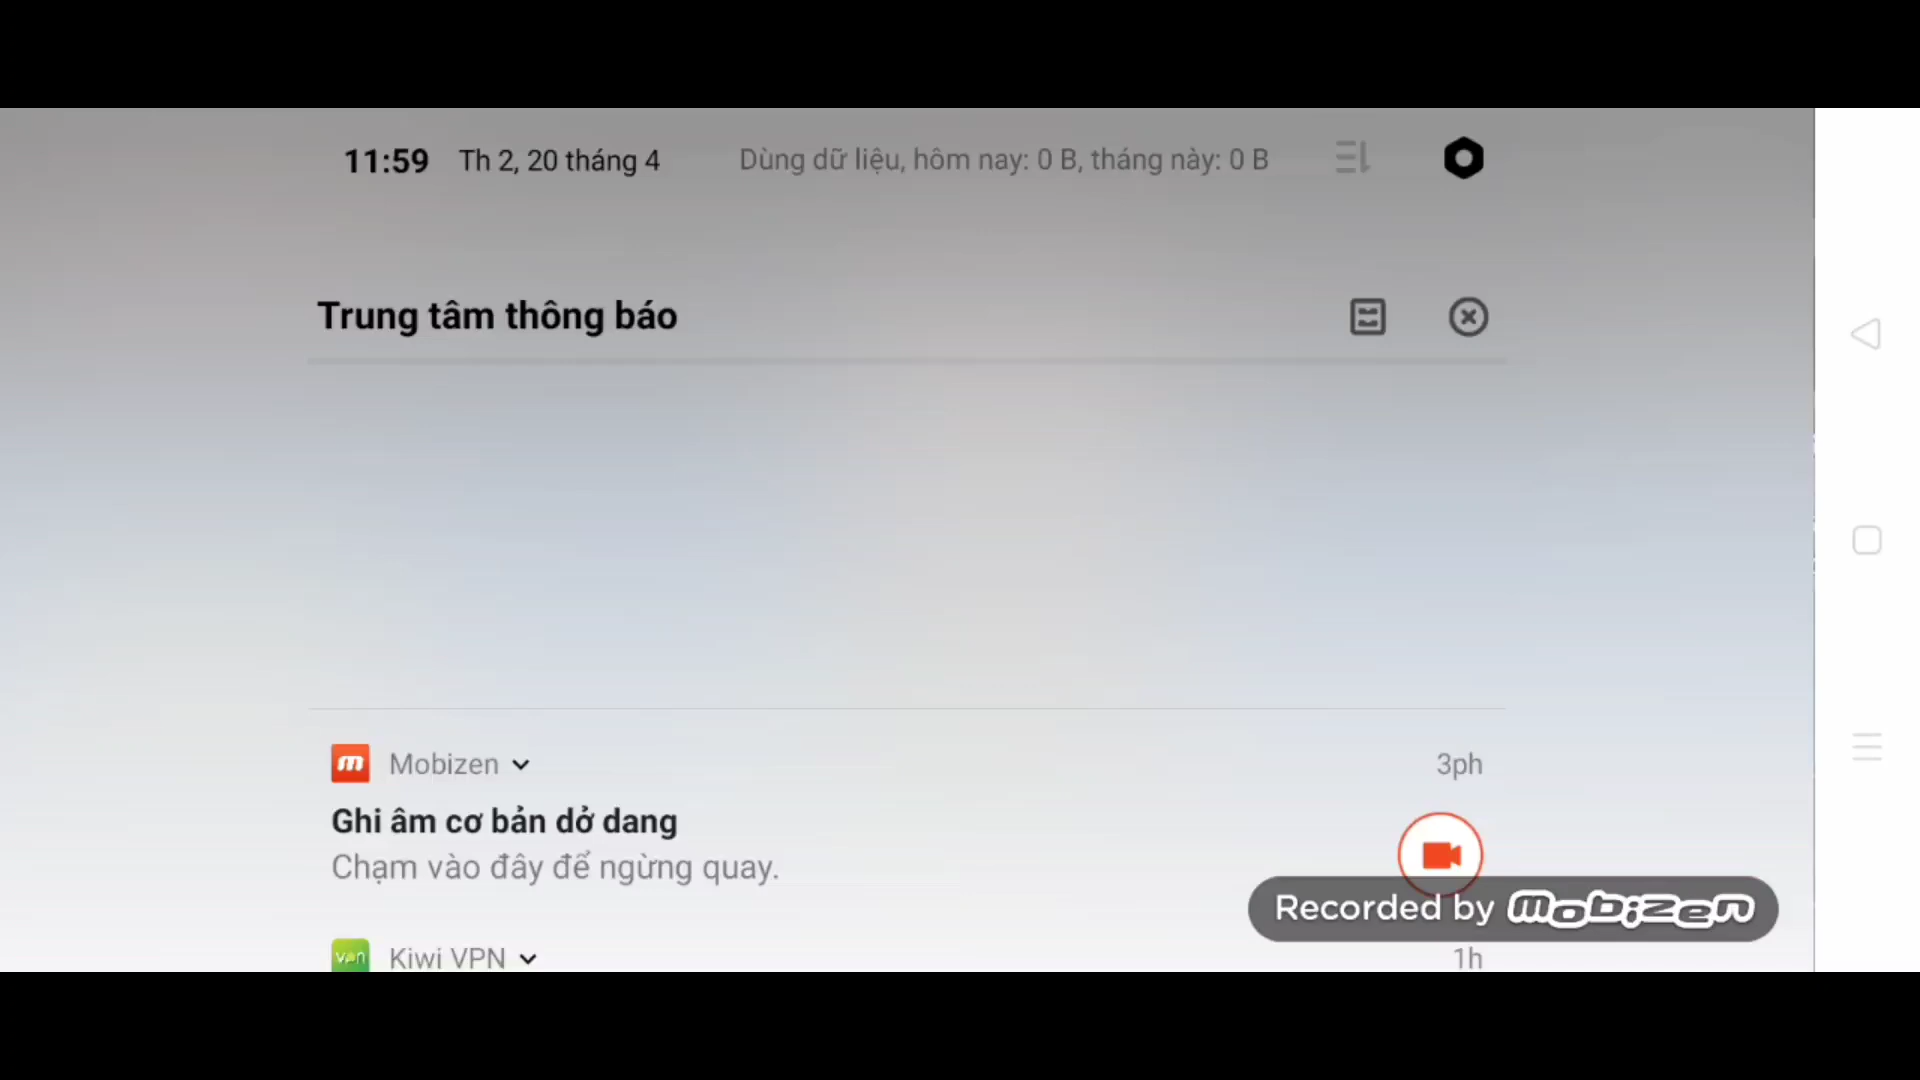 11:59 Th 2, 20 tháng 4 Dùng dữ liệu, hôm nay: 0 B, tháng này: 0 B
Trung tâm thông báo
m Mobizen 3ph
Ghi âm cơ bản dở dang
Chạm vào đây để ngừng quay.
Recorded by mobizen
vpn Kiwi VPN 1h